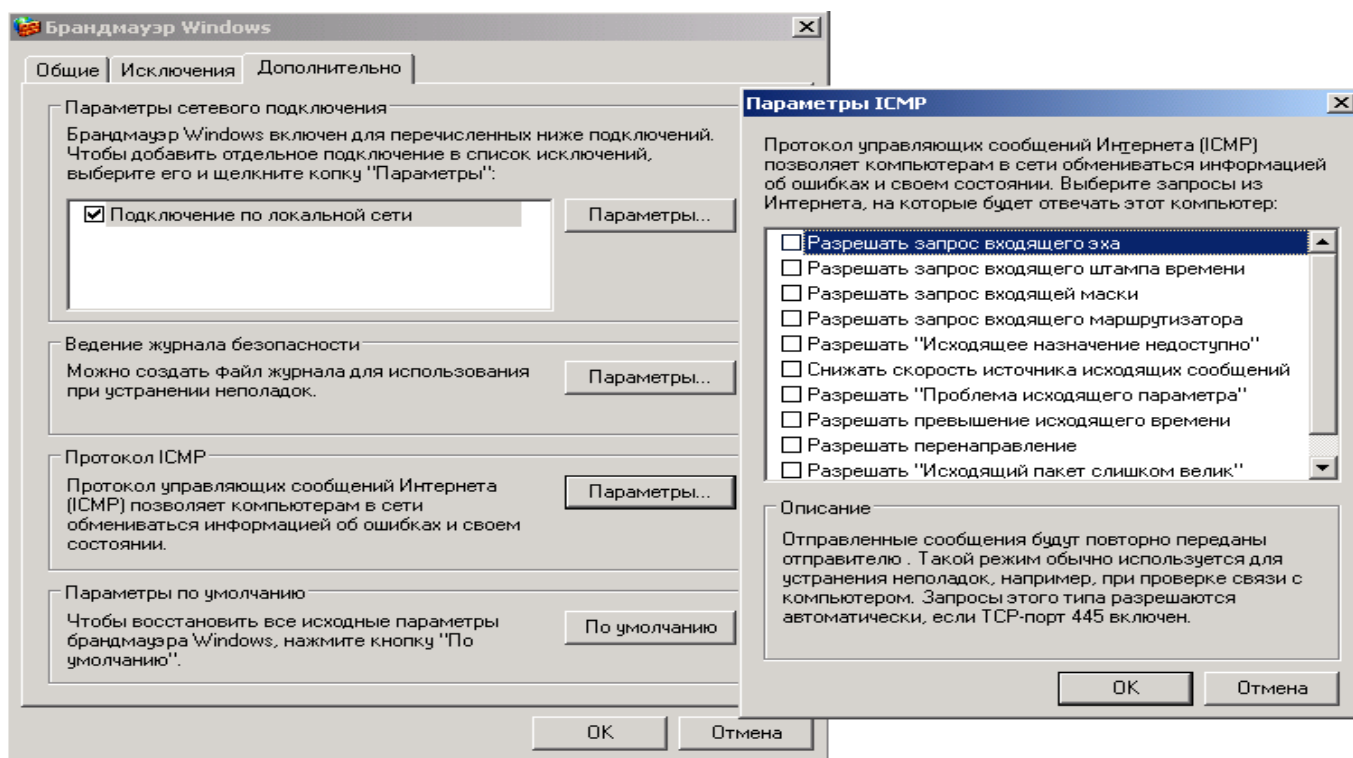 Брандмауэр Windows
Общие
Исключения
Дополнительно
Параметры сетевого подключения
Брандмауэр Windows включен для перечисленных ниже подключений.
Чтобы добавить отдельное подключение в список исключений,
выберите его и щелкните копку "Параметры":
Подключение по локальной сети
Параметры...
Ведение журнала безопасности
Можно создать файл журнала для использования
при устранении неполадок.
Параметры...
Протокол ICMP
Протокол управляющих сообщений Интернета
(ICMP) позволяет компьютерам в сети
обмениваться информацией об ошибках и своем
состоянии.
Параметры...
Параметры по умолчанию
Чтобы восстановить все исходные параметры
брандмауэра Windows, нажмите кнопку "По
умолчанию".
По умолчанию
OK
Отмена
Параметры ICMP
Протокол управляющих сообщений Интернета (ICMP)
позволяет компьютерам в сети обмениваться информацией
об ошибках и своем состоянии. Выберите запросы из
Интернета, на которые будет отвечать этот компьютер:
Разрешать запрос входящего эха
Разрешать запрос входящего штампа времени
Разрешать запрос входящей маски
Разрешать запрос входящего маршрутизатора
Разрешать "Исходящее назначение недоступно"
Снижать скорость источника исходящих сообщений
Разрешать "Проблема исходящего параметра"
Разрешать превышение исходящего времени
Разрешать перенаправление
Разрешать "Исходящий пакет слишком велик"
Описание
Отправленные сообщения будут повторно переданы
отправителю . Такой режим обычно используется для
устранения неполадок, например, при проверке связи с
компьютером. Запросы этого типа разрешаются
автоматически, если TCP-порт 445 включен.
OK
Отмена